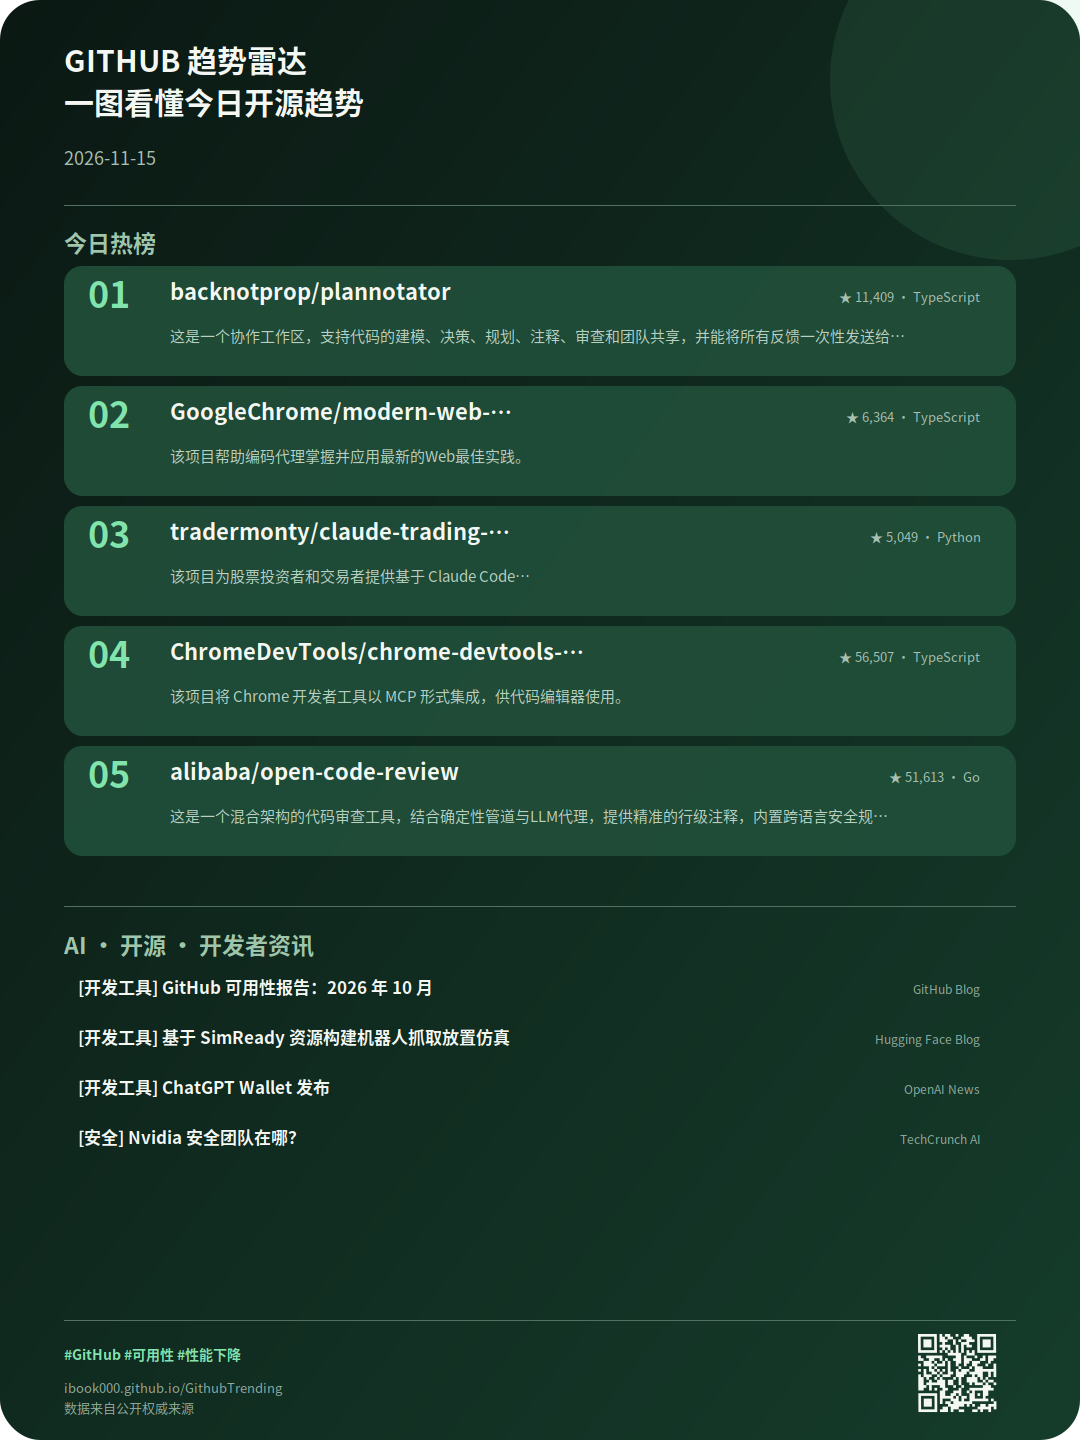 GITHUB 趋势雷达
一图看懂今日开源趋势
2026-11-15
今日热榜
01 backnotprop/plannotator ★ 11,409 · TypeScript
这是一个协作工作区，支持代码的建模、决策、规划、注释、审查和团队共享，并能将所有反馈一次性发送给…
02 GoogleChrome/modern-web-… ★ 6,364 · TypeScript
该项目帮助编码代理掌握并应用最新的Web最佳实践。
03 tradermonty/claude-trading-… ★ 5,049 · Python
该项目为股票投资者和交易者提供基于 Claude Code…
04 ChromeDevTools/chrome-devtools-… ★ 56,507 · TypeScript
该项目将 Chrome 开发者工具以 MCP 形式集成，供代码编辑器使用。
05 alibaba/open-code-review ★ 51,613 · Go
这是一个混合架构的代码审查工具，结合确定性管道与LLM代理，提供精准的行级注释，内置跨语言安全规…
AI · 开源 · 开发者资讯
[开发工具] GitHub 可用性报告：2026 年 10 月 GitHub Blog
[开发工具] 基于 SimReady 资源构建机器人抓取放置仿真 Hugging Face Blog
[开发工具] ChatGPT Wallet 发布 OpenAI News
[安全] Nvidia 安全团队在哪？ TechCrunch AI
#GitHub #可用性 #性能下降
ibook000.github.io/GithubTrending
数据来自公开权威来源